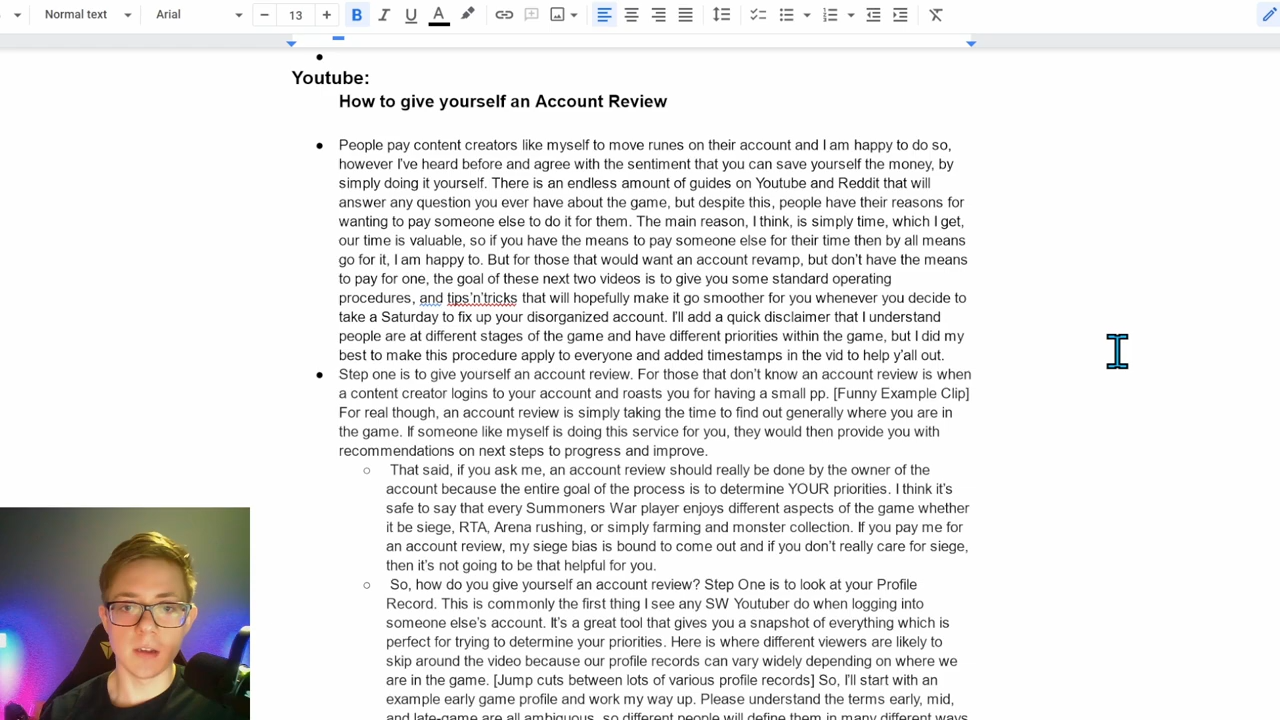 Normal text
Arial
13
B I U A
Youtube:
How to give yourself an Account Review
People pay content creators like myself to move runes on their account and I am happy to do so,
however I've heard before and agree with the sentiment that you can save yourself the money, by
simply doing it yourself. There is an endless amount of guides on Youtube and Reddit that will
answer any question you ever have about the game, but despite this, people have their reasons for
wanting to pay someone else to do it for them. The main reason, I think, is simply time, which I get,
our time is valuable, so if you have the means to pay someone else for their time then by all means
go for it, I am happy to. But for those that would want an account revamp, but don't have the means
to pay for one, the goal of these next two videos is to give you some standard operating
procedures, and tips'n'tricks that will hopefully make it go smoother for you whenever you decide to
take a Saturday to fix up your disorganized account. I'll add a quick disclaimer that I understand
people are at different stages of the game and have different priorities within the game, but I did my
best to make this procedure apply to everyone and added timestamps in the vid to help y'all out.
Step one is to give yourself an account review. For those that don't know an account review is when
a content creator logins to your account and roasts you for having a small pp. [Funny Example Clip]
For real though, an account review is simply taking the time to find out generally where you are in
the game. If someone like myself is doing this service for you, they would then provide you with
recommendations on next steps to progress and improve.
That said, if you ask me, an account review should really be done by the owner of the
account because the entire goal of the process is to determine YOUR priorities. I think it's
safe to say that every Summoners War player enjoys different aspects of the game whether
it be siege, RTA, Arena rushing, or simply farming and monster collection. If you pay me for
an account review, my siege bias is bound to come out and if you don't really care for siege,
then it's not going to be that helpful for you.
So, how do you give yourself an account review? Step One is to look at your Profile
Record. This is commonly the first thing I see any SW Youtuber do when logging into
someone else's account. It's a great tool that gives you a snapshot of everything which is
perfect for trying to determine your priorities. Here is where different viewers are likely to
skip around the video because our profile records can vary widely depending on where we
are in the game. [Jump cuts between lots of various profile records] So, I'll start with an
example early game profile and work my way up. Please understand the terms early, mid,
and late-game are all ambiguous, so different people will define them in many different ways